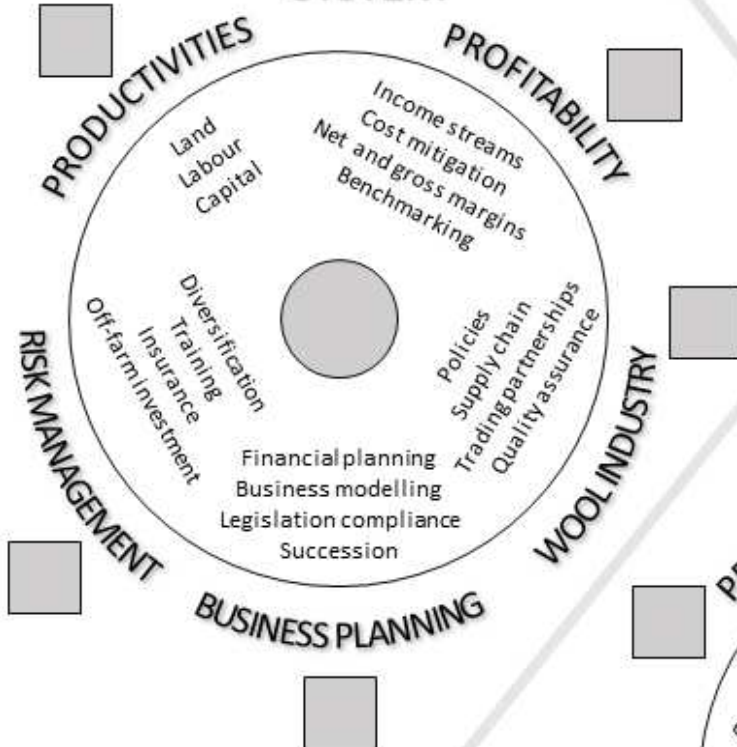 PRODUCTIVITIES
Land
Labour
Capital
PROFITABILITY
Income streams
Cost mitigation
Net and gross margins
Benchmarking
WOOL INDUSTRY
Policies
Supply chain
Trading partnerships
Quality assurance
BUSINESS PLANNING
Financial planning
Business modelling
Legislation compliance
Succession
RISK MANAGEMENT
Diversification
Training
Insurance
Off-farm investment